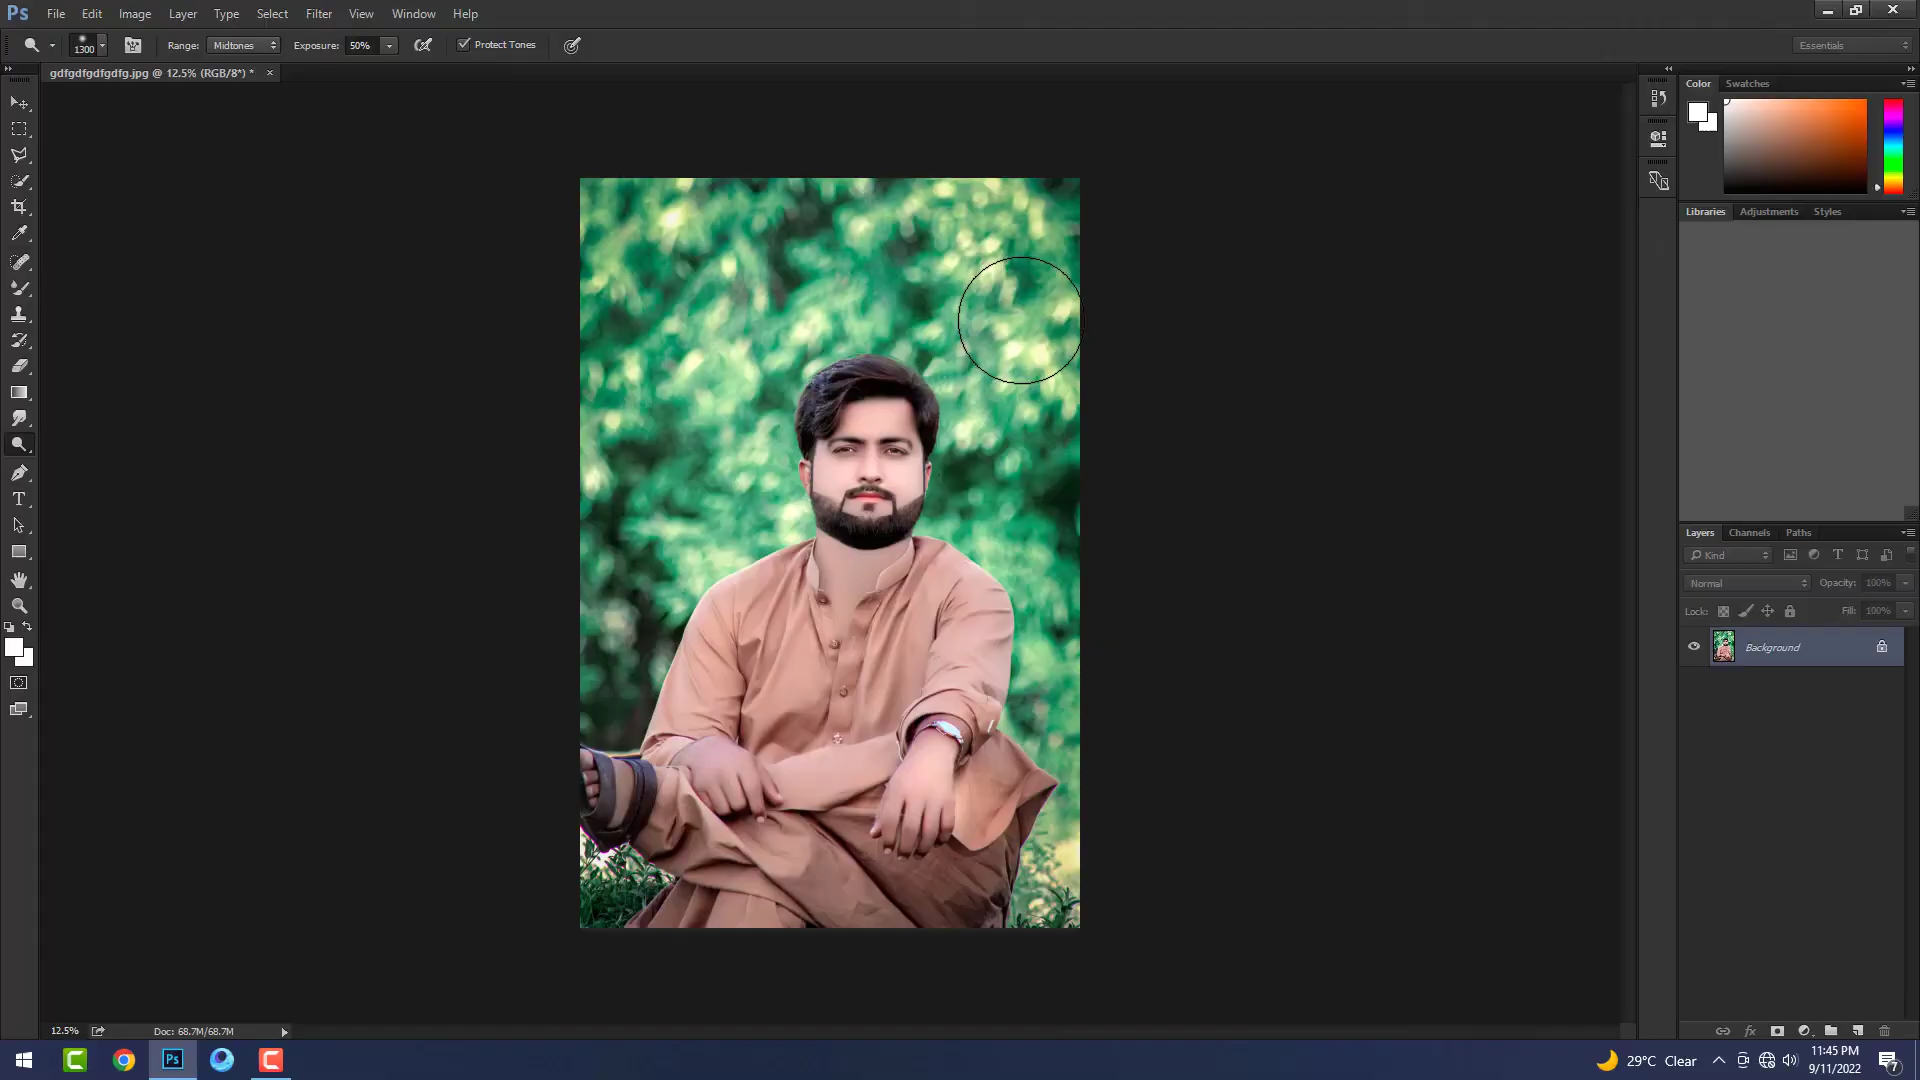 Ps File Edit Image Layer Type Select Filter View Window Help
1300 Range: Midtones Exposure: 50% Protect Tones Essentials
gdfgdfgdfgdfg.jpg @ 12.5% (RGB/8*) * ×
Color Swatches
Libraries Adjustments Styles
Layers Channels Paths
Kind
Normal Opacity: 100%
Lock: Fill: 100%
Background
12.5% Doc: 68.7M/68.7M
29°C Clear
11:45 PM
9/11/2022
7